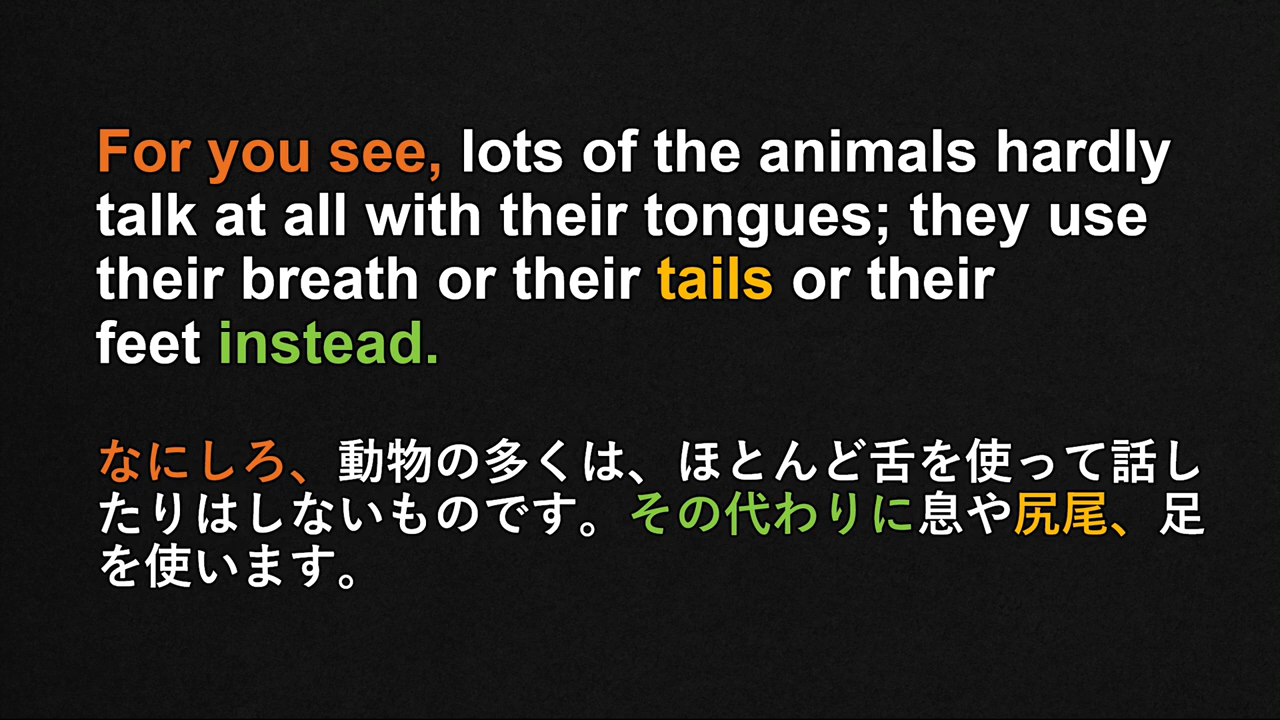 For you see, lots of the animals hardly
talk at all with their tongues; they use
their breath or their tails or their
feet instead.
なにしろ、動物の多くは、ほとんど舌を使って話し
たりはしないものです。その代わりに息や尻尾、足
を使います。